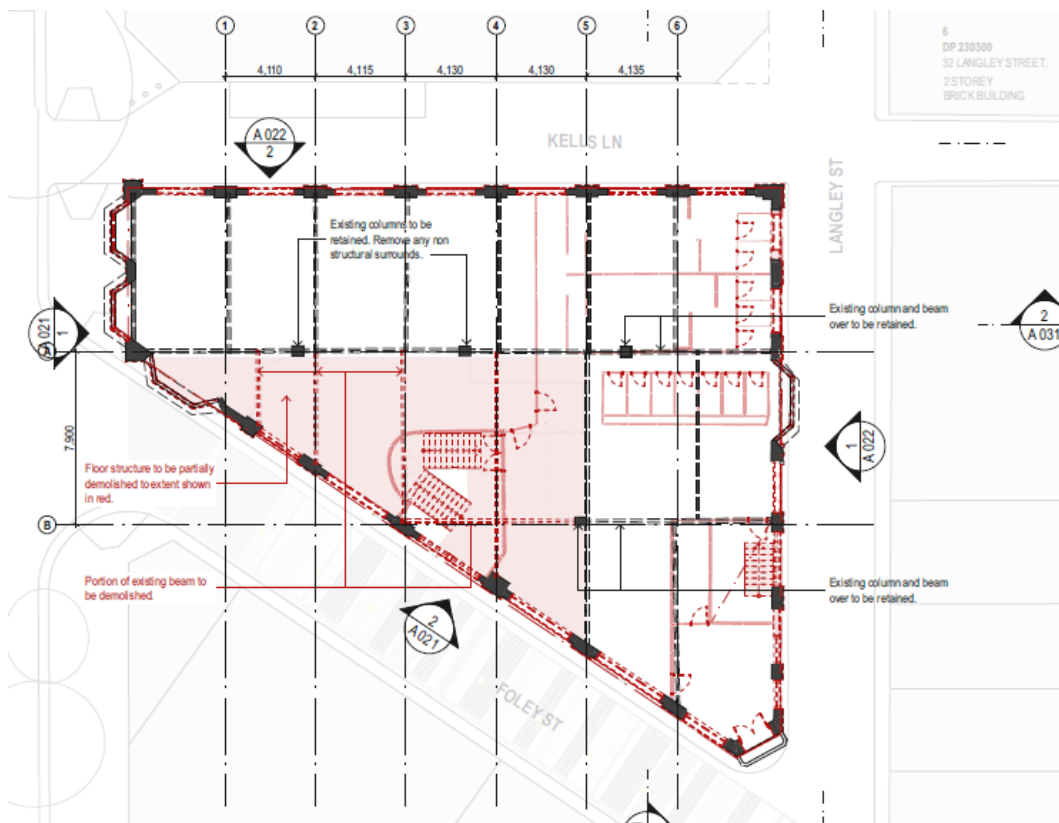 1 2 3 4 5 6
4,110 4,115 4,130 4,130 4,135
6
DP 230300
32 LANGLEY STREET.
2 STOREY
BRICK BUILDING
A 022
2
KELLS LN
LANGLEY ST
Existing columns to be
retained. Remove any non
structural surrounds.
Existing column and beam
over to be retained.
2
A 031
A 021
1
A
7,900
1
A 022
Floor structure to be partially
demolished to extent shown
in red.
B
Portion of existing beam to
be demolished.
Existing column and beam
over to be retained.
2
A 021
FOLEY ST